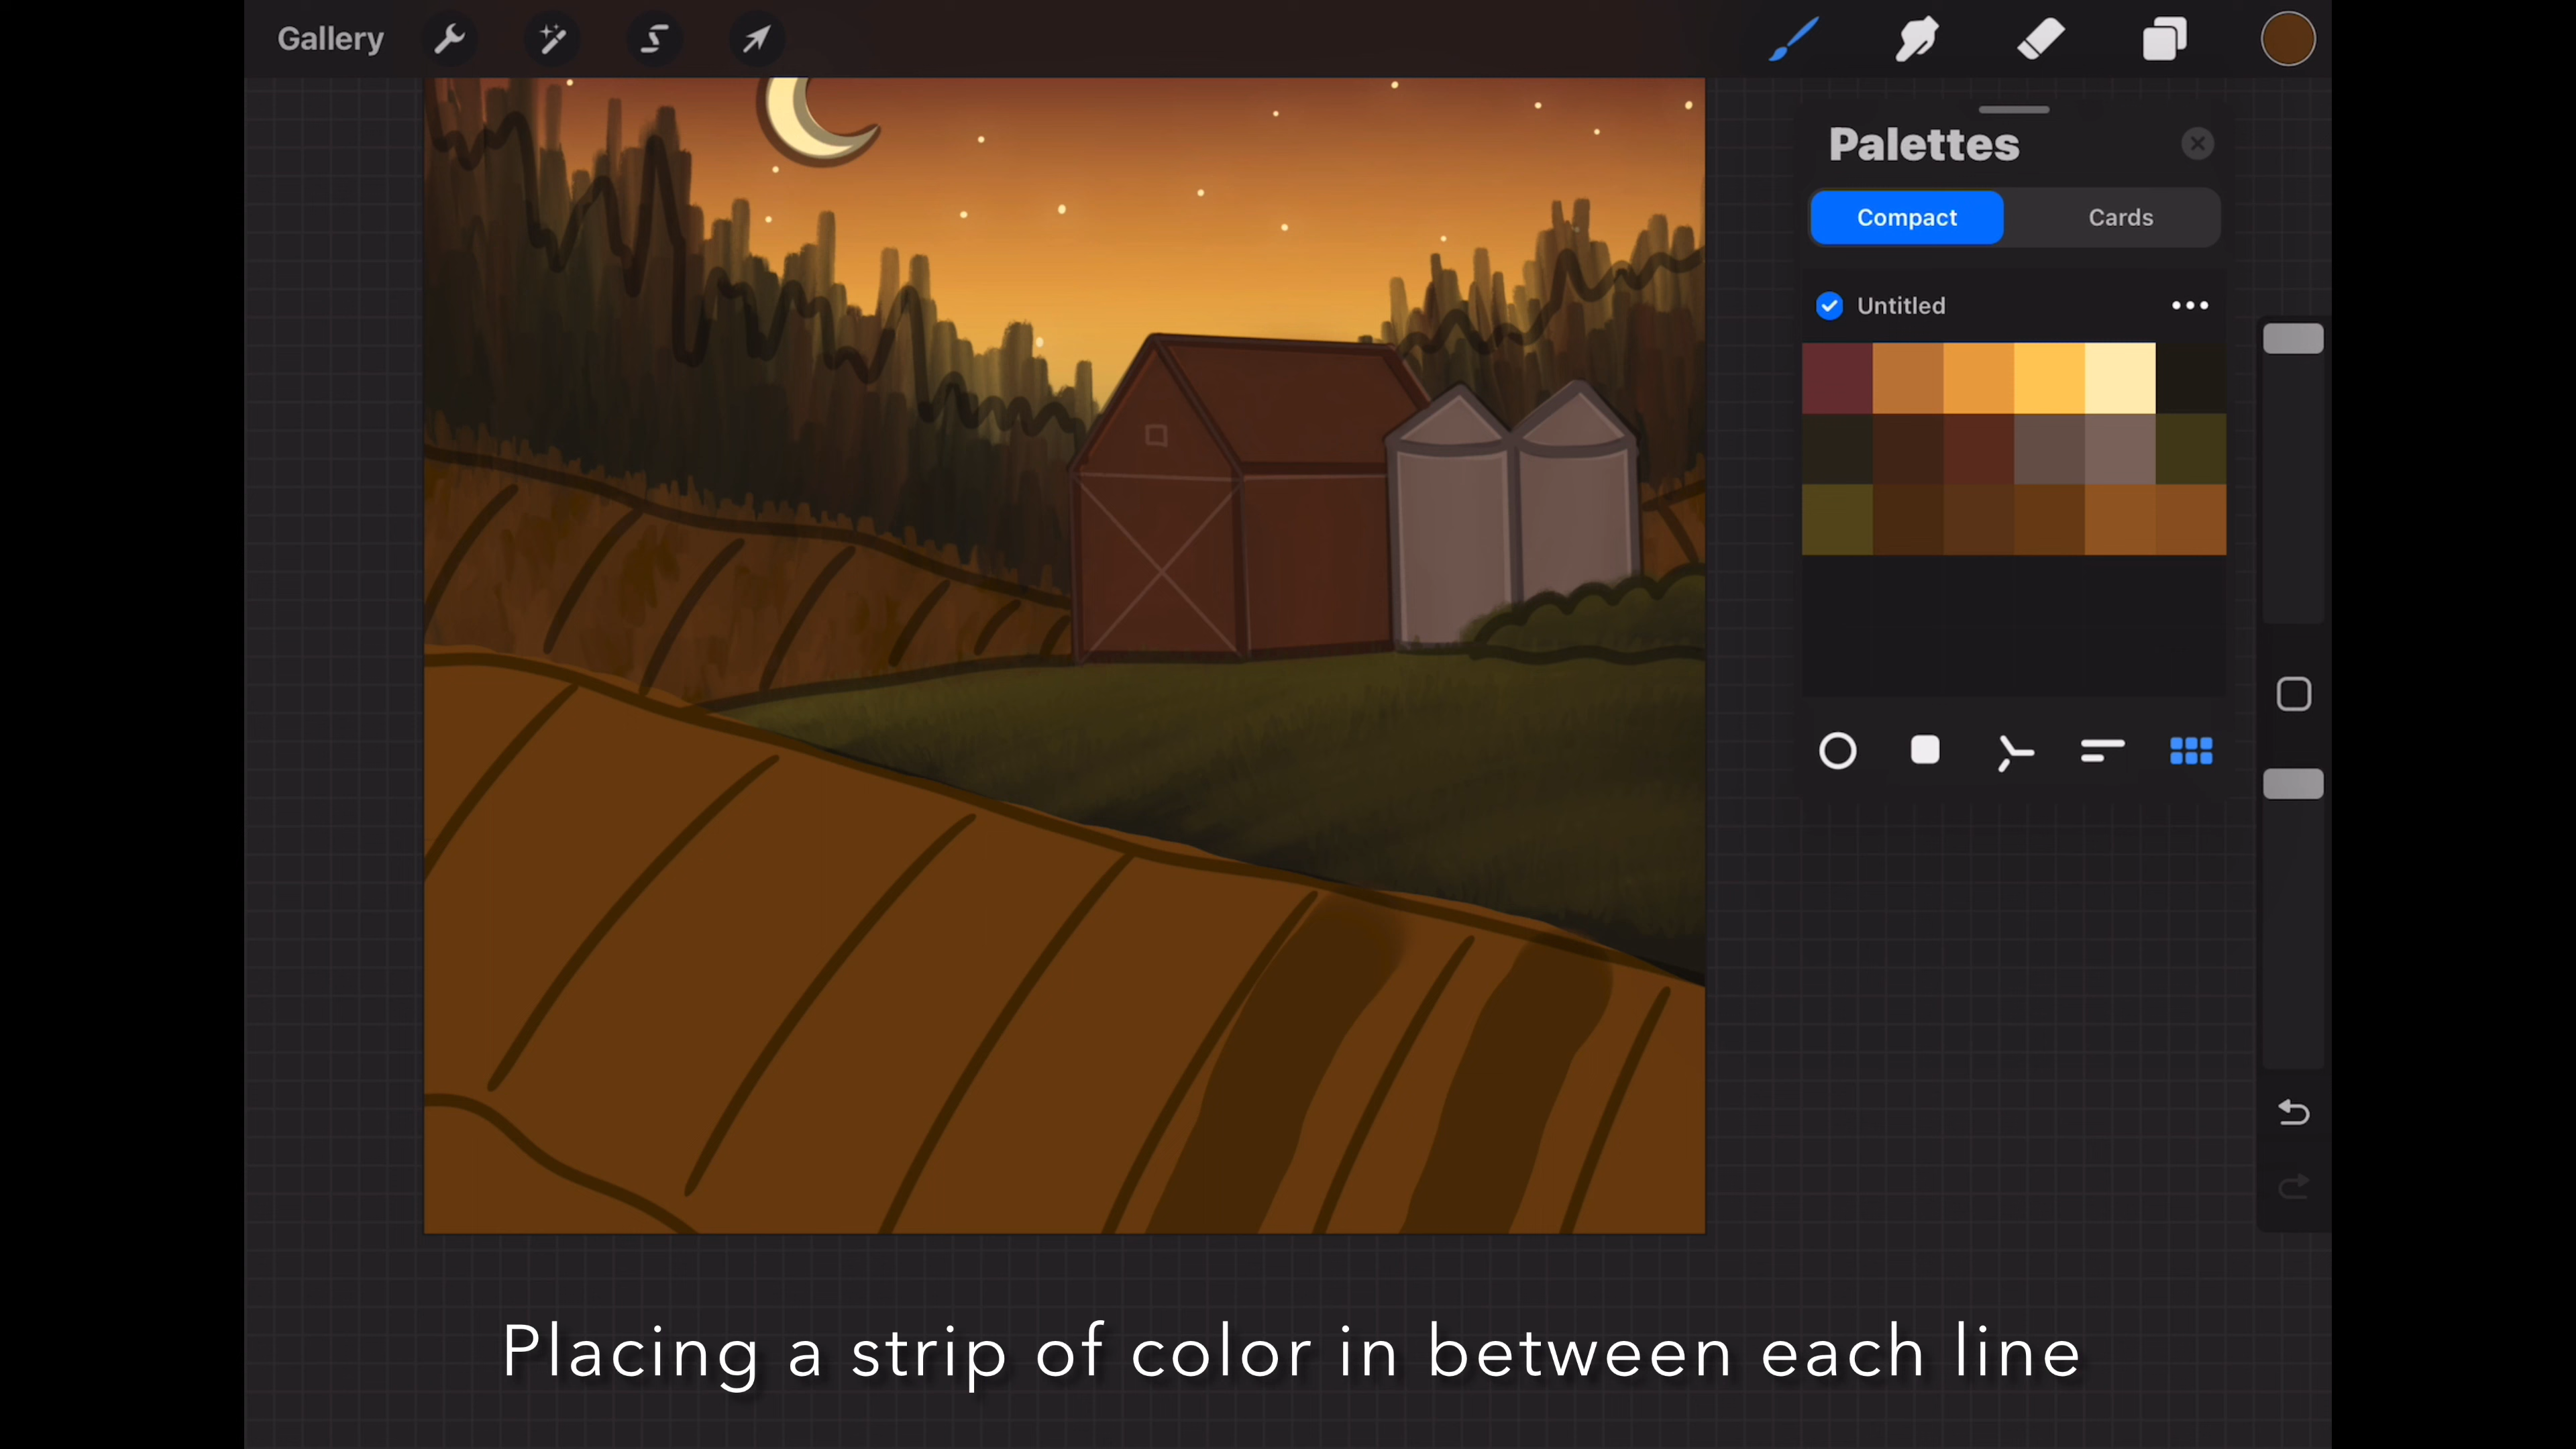 Gallery
Palettes
Compact
Cards
Untitled
Placing a strip of color in between each line